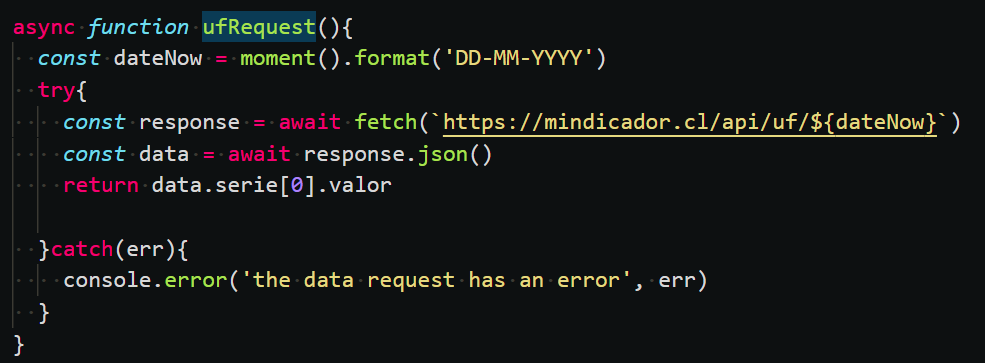 async function ufRequest(){
  const dateNow = moment().format('DD-MM-YYYY')
  try{
    const response = await fetch(`https://mindicador.cl/api/uf/${dateNow}`)
    const data = await response.json()
    return data.serie[0].valor

  }catch(err){
    console.error('the data request has an error', err)
  }
}